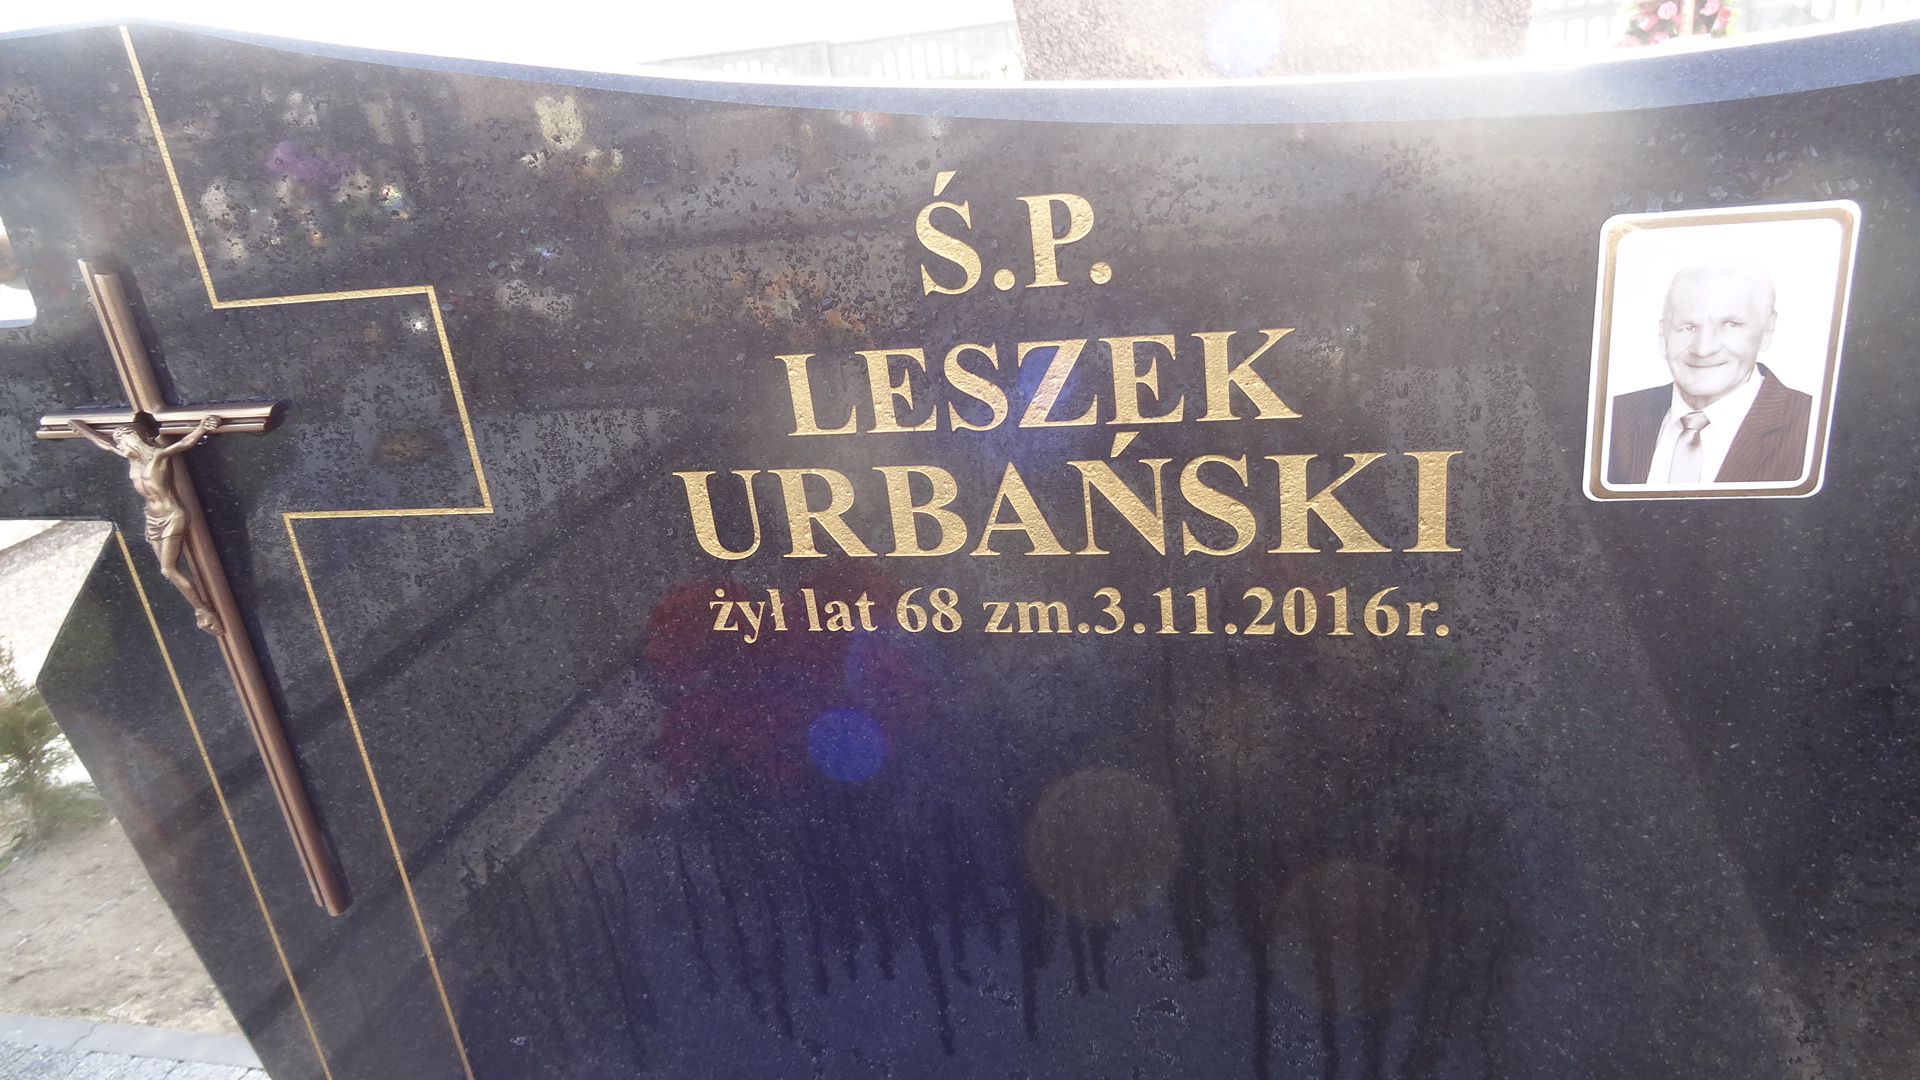 Ś.P.
LESZEK
URBAŃSKI
żył lat 68 zm.3.11.2016r.